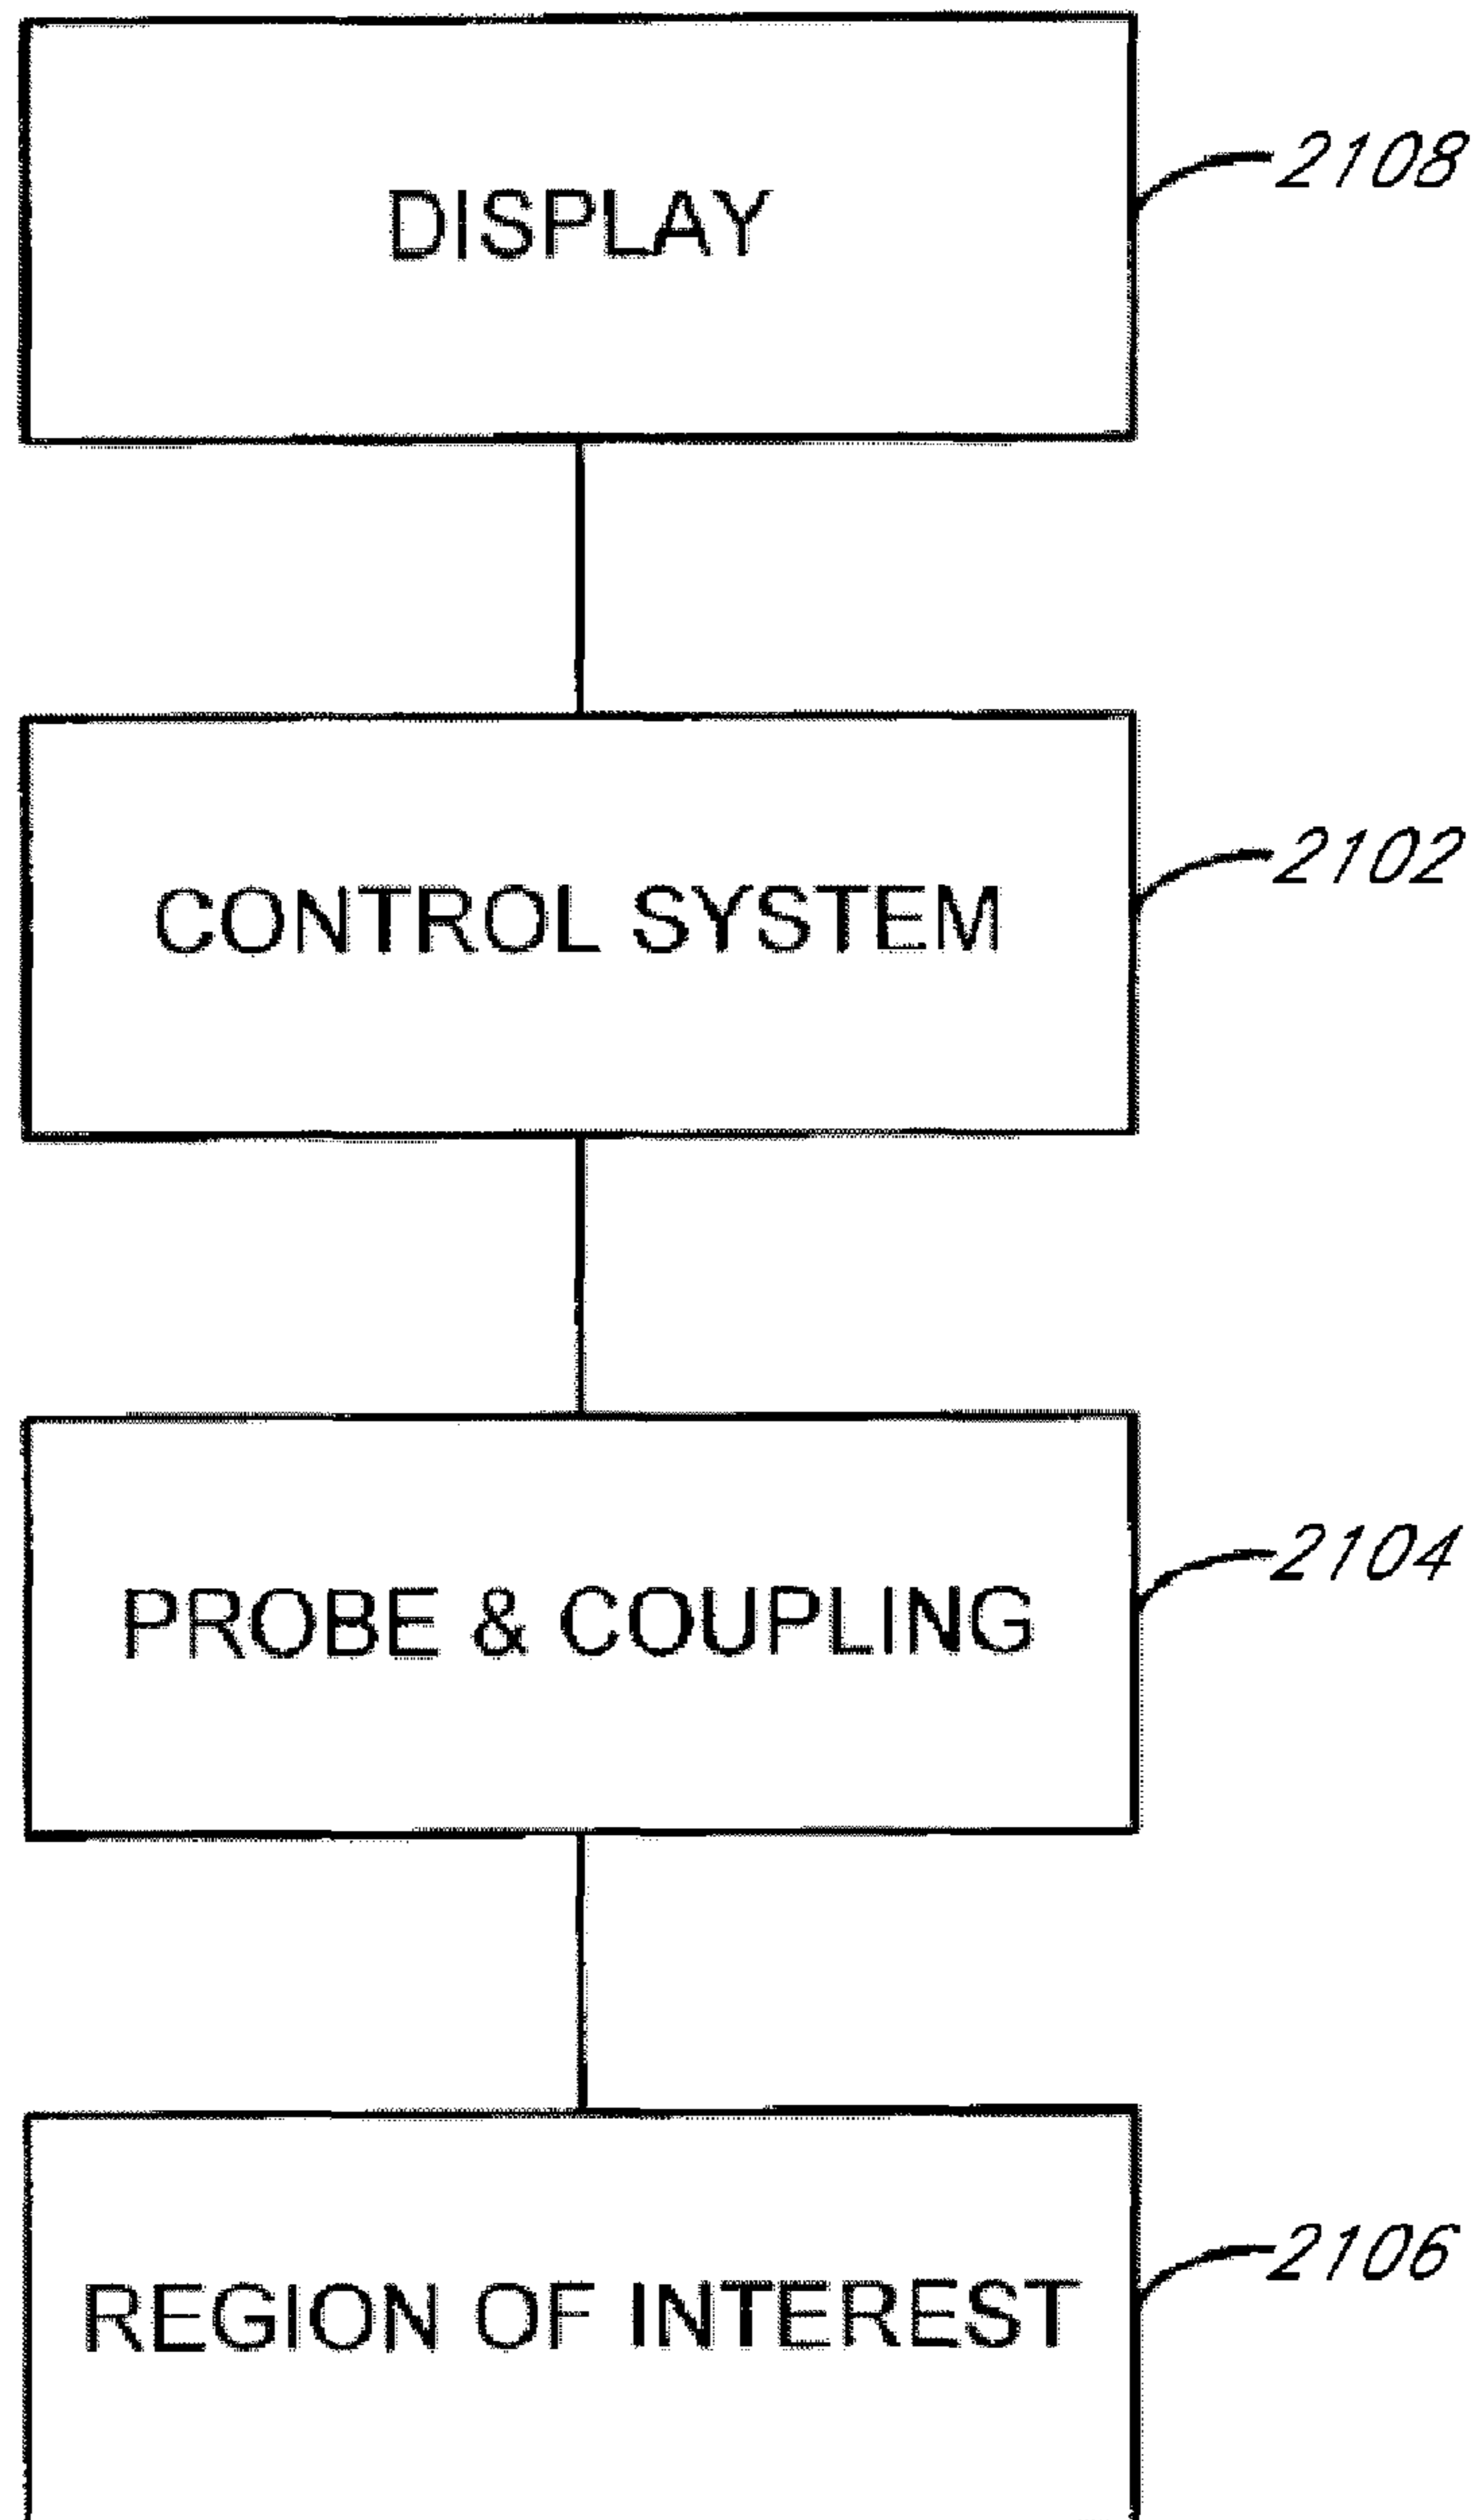 DISPLAY
2108
CONTROL SYSTEM
2102
PROBE & COUPLING
2104
REGION OF INTEREST
2106